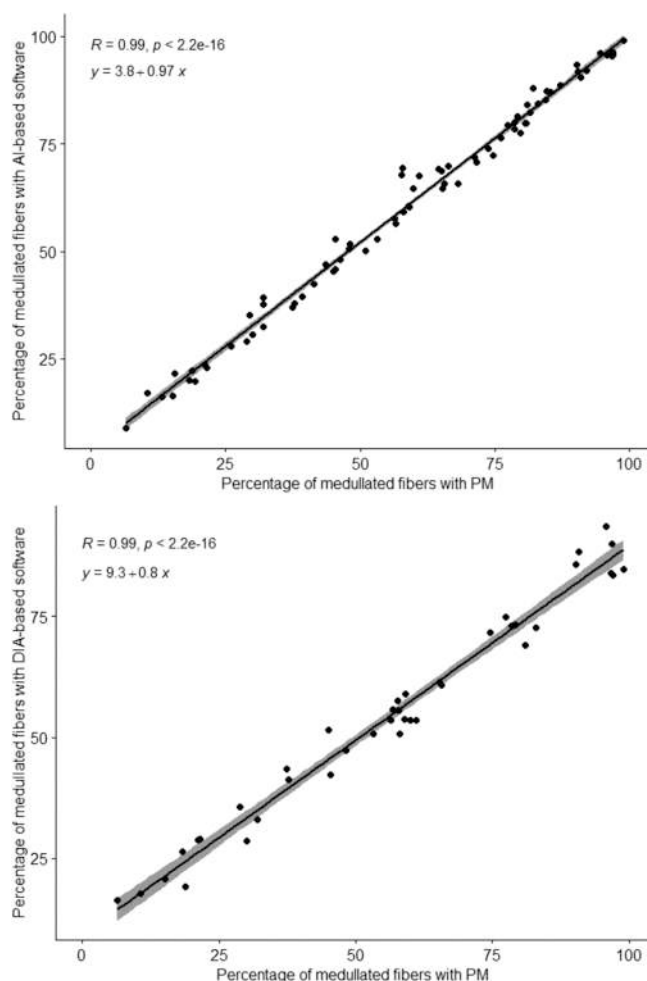 Percentage of medullated fibers with AI-based software
100
75
50
25
R = 0.99, p < 2.2e-16
y = 3.8+0.97 x
0 25 50 75 100
Percentage of medullated fibers with PM
Percentage of medullated fibers with DIA-based software
75
50
25
R = 0.99, p < 2.2e-16
y = 9.3+0.8 x
0 25 50 75 100
Percentage of medullated fibers with PM